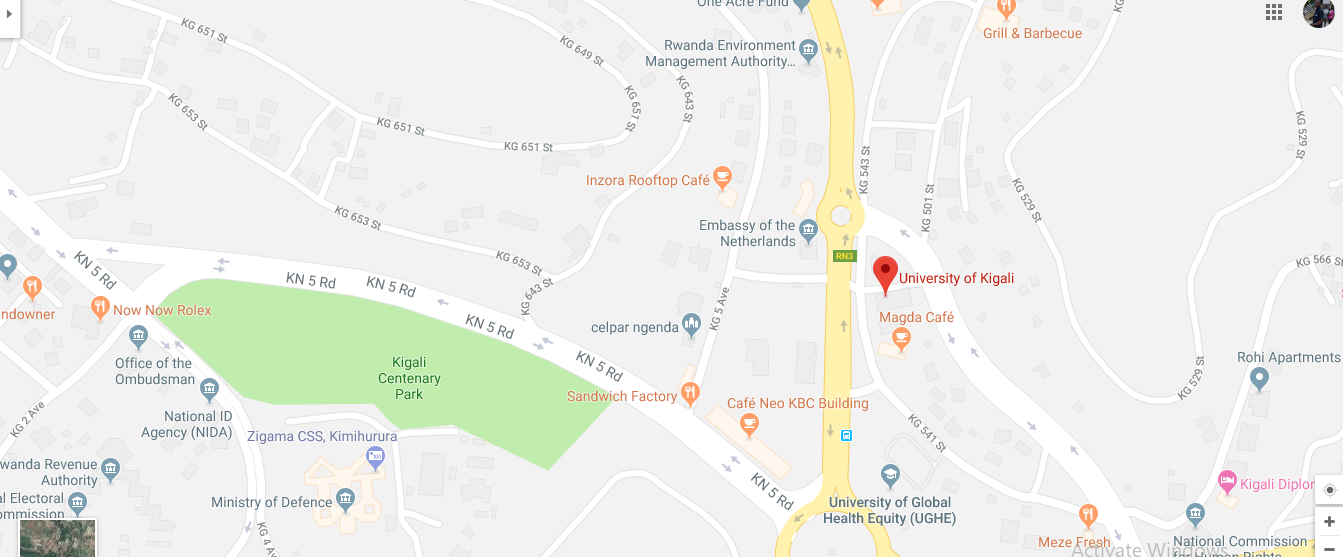 One Acre Fund
Grill & Barbecue
Rwanda Environment
Management Authority...
KG 651 St
KG 649 St
KG 643 St
KG 651 St
KG 653 St
KG 651 St
KG 651 St
KG 543 St
KG 529 St
Inzora Rooftop Café
KG 501 St
KG 529 St
KG 653 St
Embassy of the
Netherlands
KG 653 St
RN3
KN 5 Rd
KN 5 Rd
KN 5 Rd
KG 643 St
University of Kigali
KG 566 St
ndowner
Now Now Rolex
KN 5 Rd
celpar ngenda
KG 5 Ave
Magda Café
Office of the
Ombudsman
Kigali
Centenary
Park
KN 5 Rd
Rohi Apartments
KG 529 St
Sandwich Factory
Café Neo KBC Building
KG 2 Ave
National ID
Agency (NIDA)
Zigama CSS, Kimihurura
KG 541 St
wanda Revenue
Authority
al Electoral
ommission
Ministry of Defence
KN 5 Rd
University of Global
Health Equity (UGHE)
Kigali Diplor
KG 4 Ave
Meze Fresh
National Commission
for Human Rights
Activate Windows